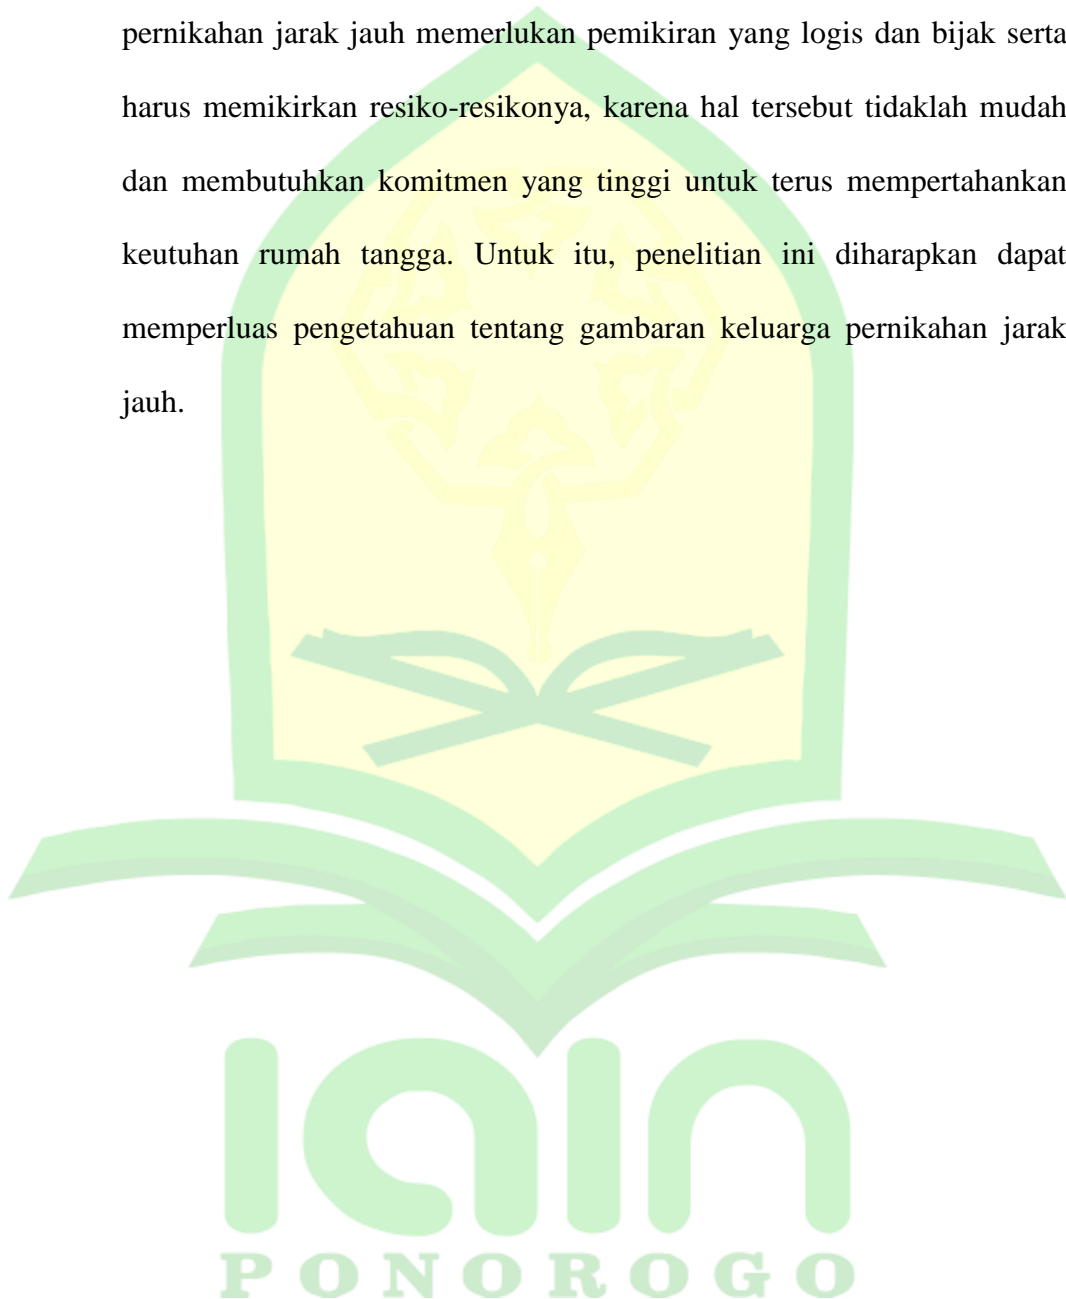 pernikahan jarak jauh memerlukan pemikiran yang logis dan bijak serta
harus memikirkan resiko-resikonya, karena hal tersebut tidaklah mudah
dan membutuhkan komitmen yang tinggi untuk terus mempertahankan
keutuhan rumah tangga. Untuk itu, penelitian ini diharapkan dapat
memperluas pengetahuan tentang gambaran keluarga pernikahan jarak
jauh.
iain
PONOROGO